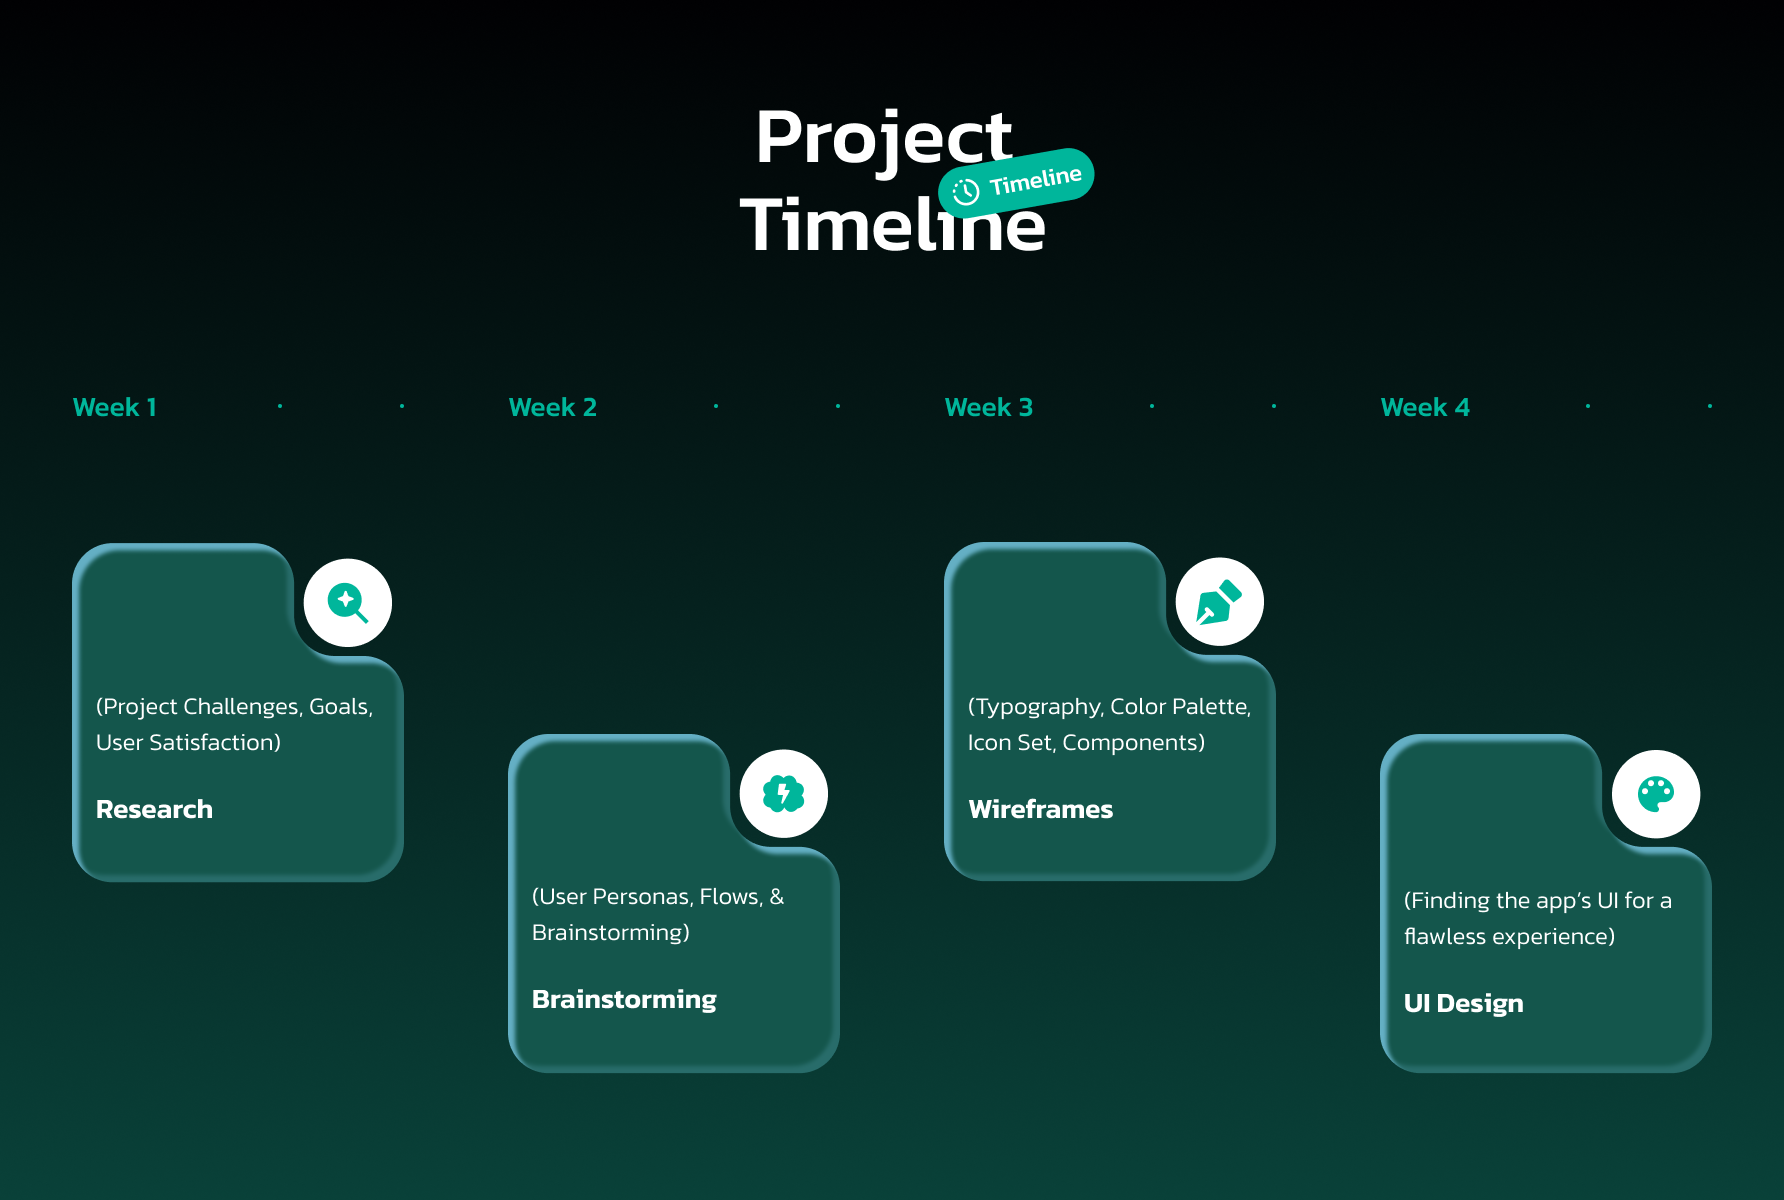 Project
Timeline
Timeline
Week 1
Week 2
Week 3
Week 4
(Project Challenges, Goals,
User Satisfaction)
Research
(User Personas, Flows, &
Brainstorming)
Brainstorming
(Typography, Color Palette,
Icon Set, Components)
Wireframes
(Finding the app’s UI for a
flawless experience)
UI Design